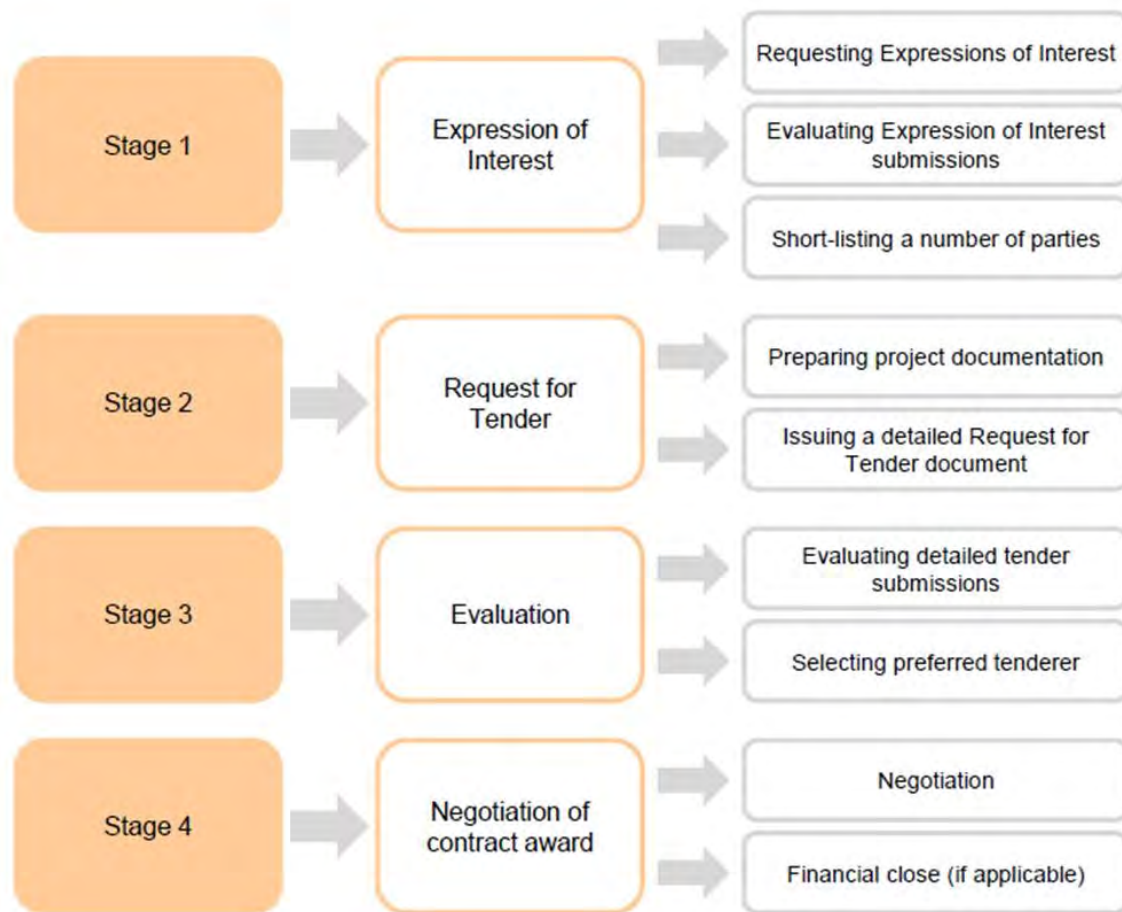 Stage 1
Expression of
Interest
Requesting Expressions of Interest
Evaluating Expression of Interest
submissions
Short-listing a number of parties
Stage 2
Request for
Tender
Preparing project documentation
Issuing a detailed Request for
Tender document
Stage 3
Evaluation
Evaluating detailed tender
submissions
Selecting preferred tenderer
Stage 4
Negotiation of
contract award
Negotiation
Financial close (if applicable)